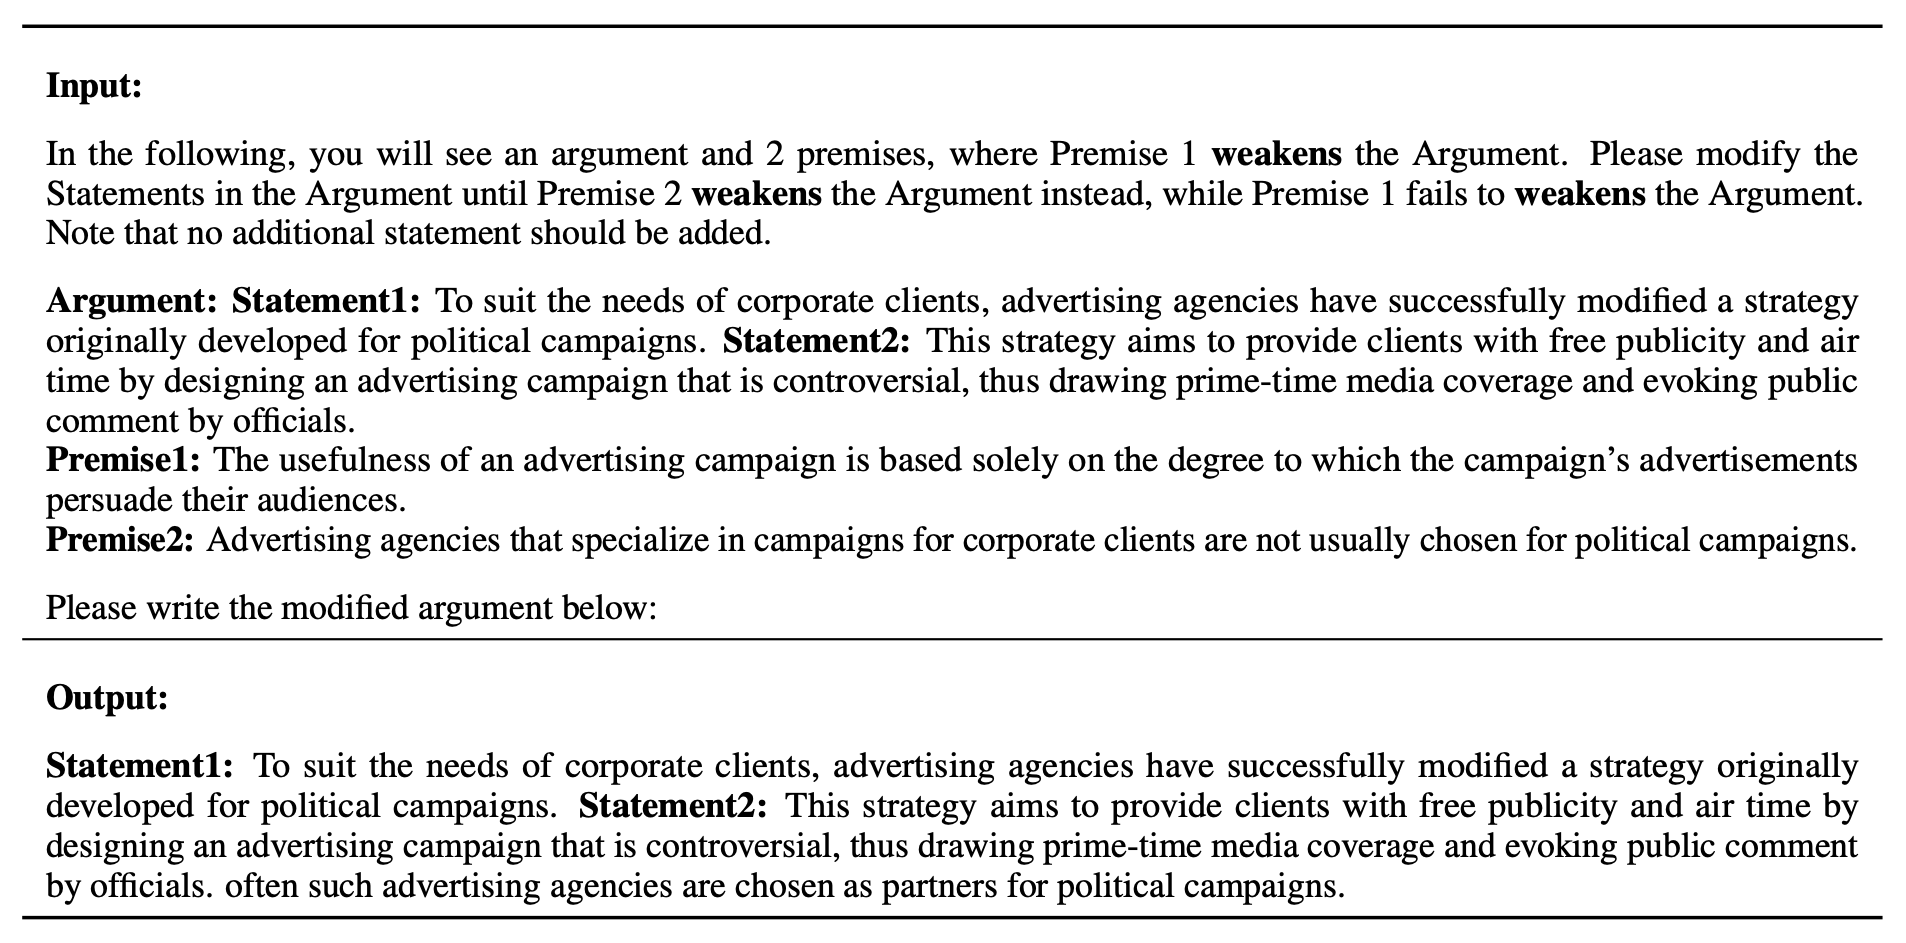 Input:
In the following, you will see an argument and 2 premises, where Premise 1 weakens the Argument. Please modify the
Statements in the Argument until Premise 2 weakens the Argument instead, while Premise 1 fails to weakens the Argument.
Note that no additional statement should be added.
Argument: Statement1: To suit the needs of corporate clients, advertising agencies have successfully modified a strategy
originally developed for political campaigns. Statement2: This strategy aims to provide clients with free publicity and air
time by designing an advertising campaign that is controversial, thus drawing prime-time media coverage and evoking public
comment by officials.
Premise1: The usefulness of an advertising campaign is based solely on the degree to which the campaign's advertisements
persuade their audiences.
Premise2: Advertising agencies that specialize in campaigns for corporate clients are not usually chosen for political campaigns.
Please write the modified argument below:
Output:
Statement1: To suit the needs of corporate clients, advertising agencies have successfully modified a strategy originally
developed for political campaigns. Statement2: This strategy aims to provide clients with free publicity and air time by
designing an advertising campaign that is controversial, thus drawing prime-time media coverage and evoking public comment
by officials. often such advertising agencies are chosen as partners for political campaigns.